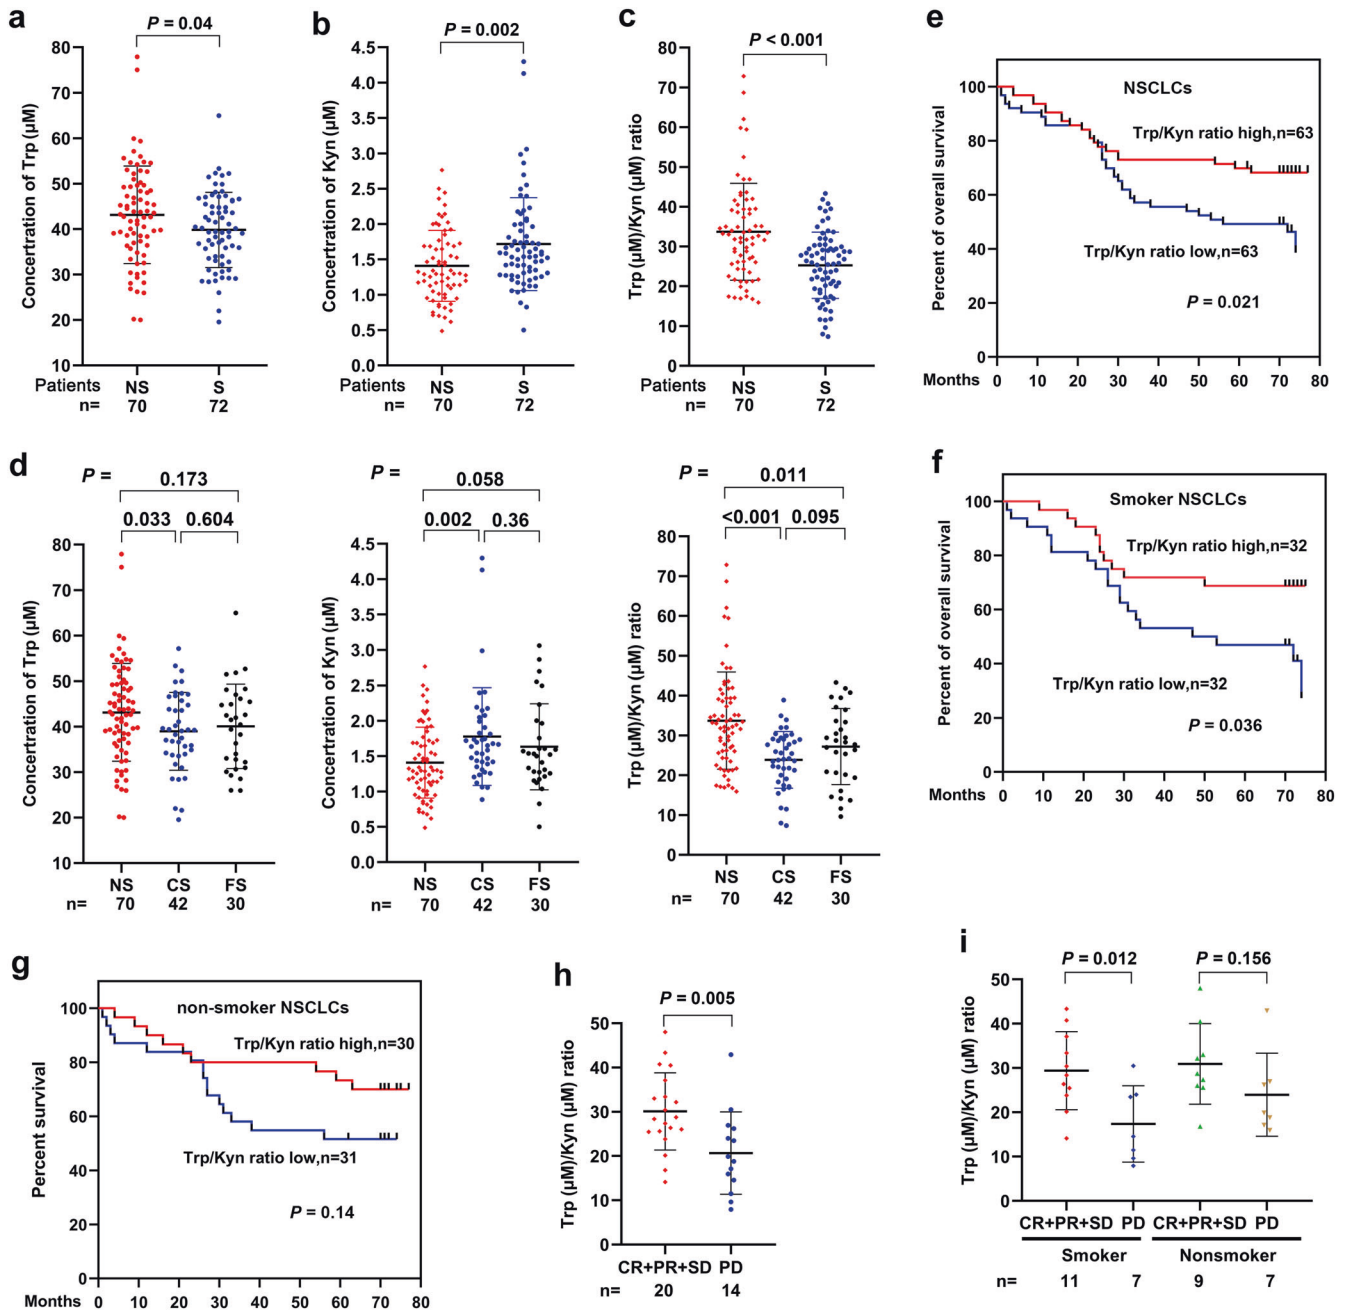 a
P = 0.04
Concertration of Trp (μM)
80
70
60
50
40
30
20
10
Patients NS S
n= 70 72
b
P = 0.002
Concertration of Kyn (μM)
4.5
4.0
3.5
3.0
2.5
2.0
1.5
1.0
0.5
0.0
Patients NS S
n= 70 72
c
P < 0.001
Trp (μM)/Kyn (μM) ratio
80
70
60
50
40
30
20
10
0
Patients NS S
n= 70 72
e
NSCLCs
Trp/Kyn ratio high,n=63
Trp/Kyn ratio low,n=63
P = 0.021
Percent of overall survival
100
80
60
40
20
0
Months 0 10 20 30 40 50 60 70 80
d
P = 0.173
0.033 0.604
Concertration of Trp (μM)
80
70
60
50
40
30
20
10
NS CS FS
n= 70 42 30
P = 0.058
0.002 0.36
Concertration of Kyn (μM)
4.5
4.0
3.5
3.0
2.5
2.0
1.5
1.0
0.5
0.0
NS CS FS
n= 70 42 30
P = 0.011
<0.001 0.095
Trp (μM)/Kyn (μM) ratio
80
70
60
50
40
30
20
10
0
NS CS FS
n= 70 42 30
f
Smoker NSCLCs
Trp/Kyn ratio high,n=32
Trp/Kyn ratio low,n=32
P = 0.036
Percent of overall survival
100
80
60
40
20
0
Months 0 10 20 30 40 50 60 70 80
g
non-smoker NSCLCs
Trp/Kyn ratio high,n=30
Trp/Kyn ratio low,n=31
P = 0.14
Percent survival
100
80
60
40
20
0
Months 0 10 20 30 40 50 60 70 80
h
P = 0.005
Trp (μM)/Kyn (μM) ratio
50
40
30
20
10
0
CR+PR+SD PD
n= 20 14
i
P = 0.012 P = 0.156
Trp (μM)/Kyn (μM) ratio
50
40
30
20
10
0
CR+PR+SD PD CR+PR+SD PD
Smoker Nonsmoker
n= 11 7 9 7